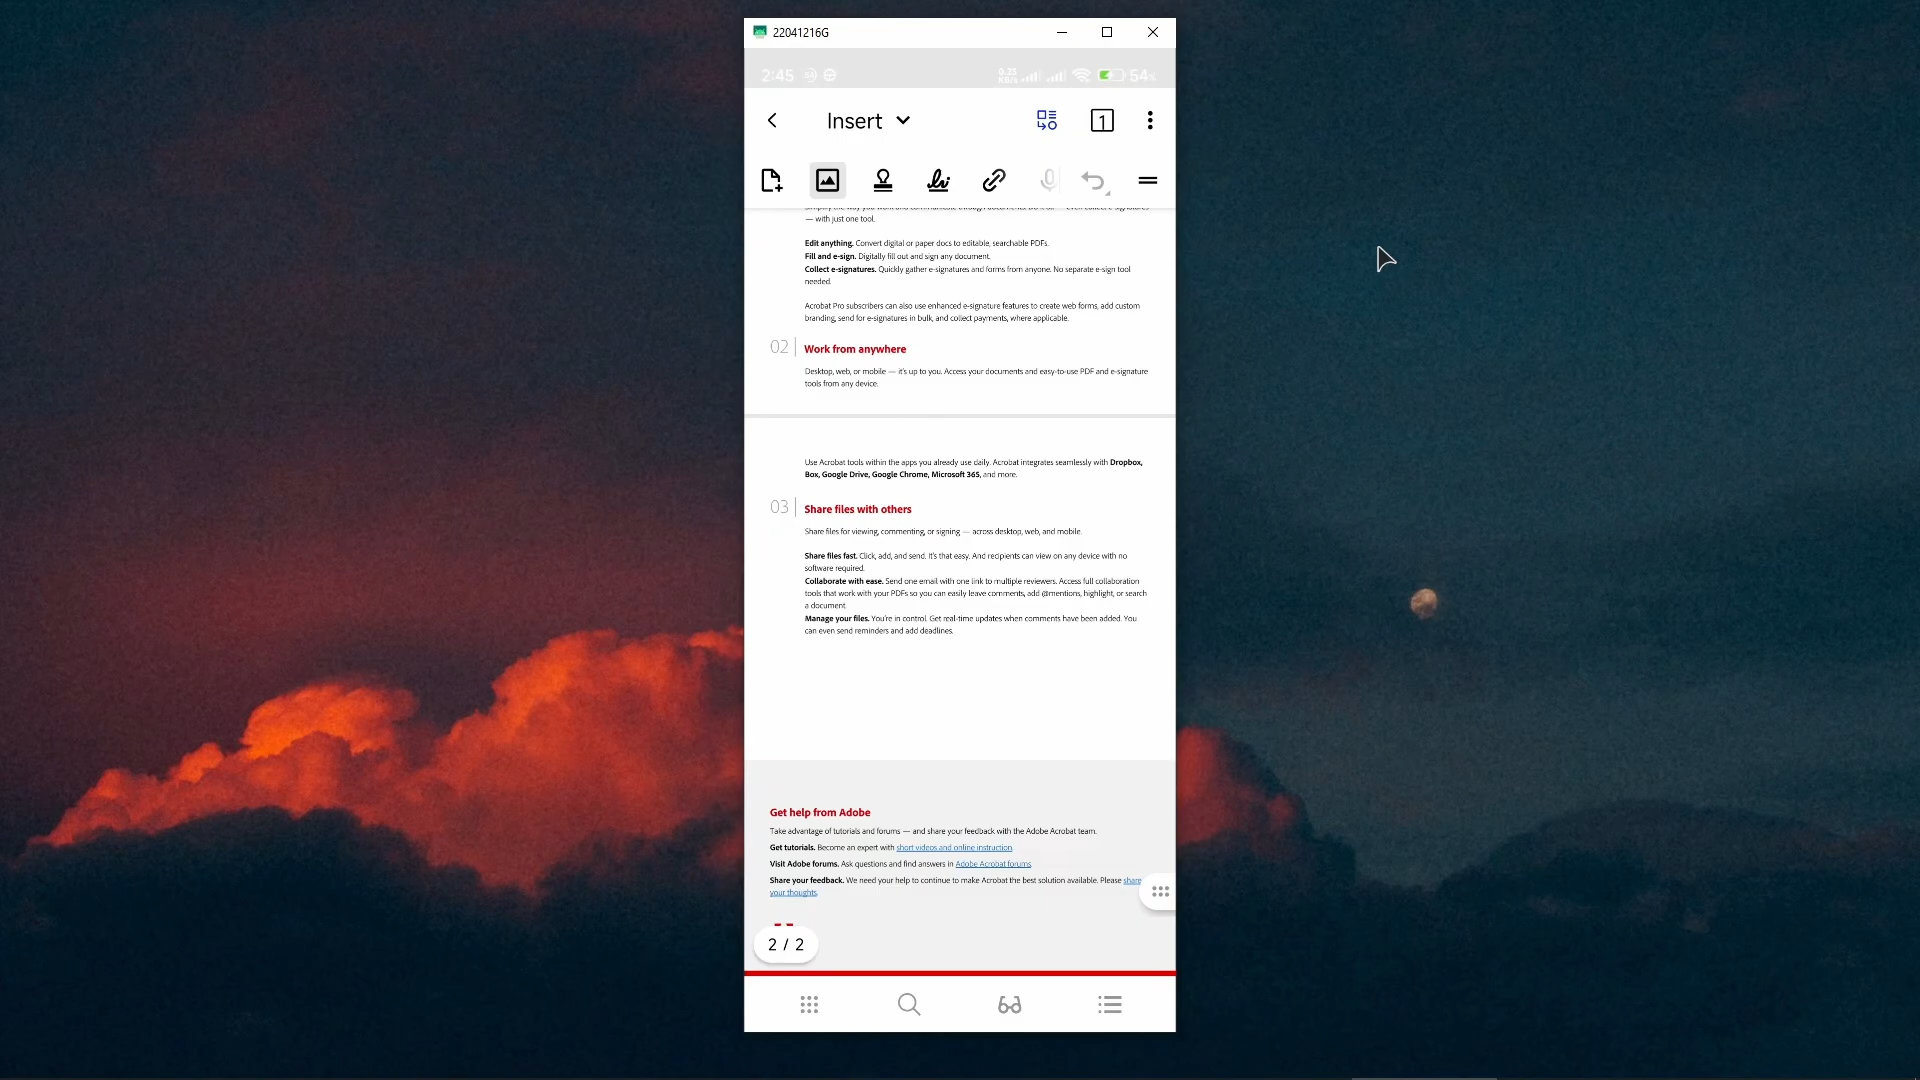 22041216G
2:45
0.33
KB/s
54%
Insert
1
— with just one tool.
Edit anything. Convert digital or paper docs to editable, searchable PDFs.
Fill and e-sign. Digitally fill out and sign any document.
Collect e-signatures. Quickly gather e-signatures and forms from anyone. No separate e-sign tool
needed.
Acrobat Pro subscribers can also use enhanced e-signature features to create web forms, add custom
branding, send for e-signatures in bulk, and collect payments, where applicable.
02 Work from anywhere
Desktop, web, or mobile — it's up to you. Access your documents and easy-to-use PDF and e-signature
tools from any device.
Use Acrobat tools within the apps you already use daily. Acrobat integrates seamlessly with Dropbox,
Box, Google Drive, Google Chrome, Microsoft 365, and more.
03 Share files with others
Share files for viewing, commenting, or signing — across desktop, web, and mobile.
Share files fast. Click, add, and send. It's that easy. And recipients can view on any device with no
software required.
Collaborate with ease. Send one email with one link to multiple reviewers. Access full collaboration
tools that work with your PDFs so you can easily leave comments, add @mentions, highlight, or search
a document.
Manage your files. You're in control. Get real-time updates when comments have been added. You
can even send reminders and add deadlines.
Get help from Adobe
Take advantage of tutorials and forums — and share your feedback with the Adobe Acrobat team.
Get tutorials. Become an expert with short videos and online instruction.
Visit Adobe forums. Ask questions and find answers in Adobe Acrobat forums.
Share your feedback. We need your help to continue to make Acrobat the best solution available. Please share
your thoughts.
2 / 2